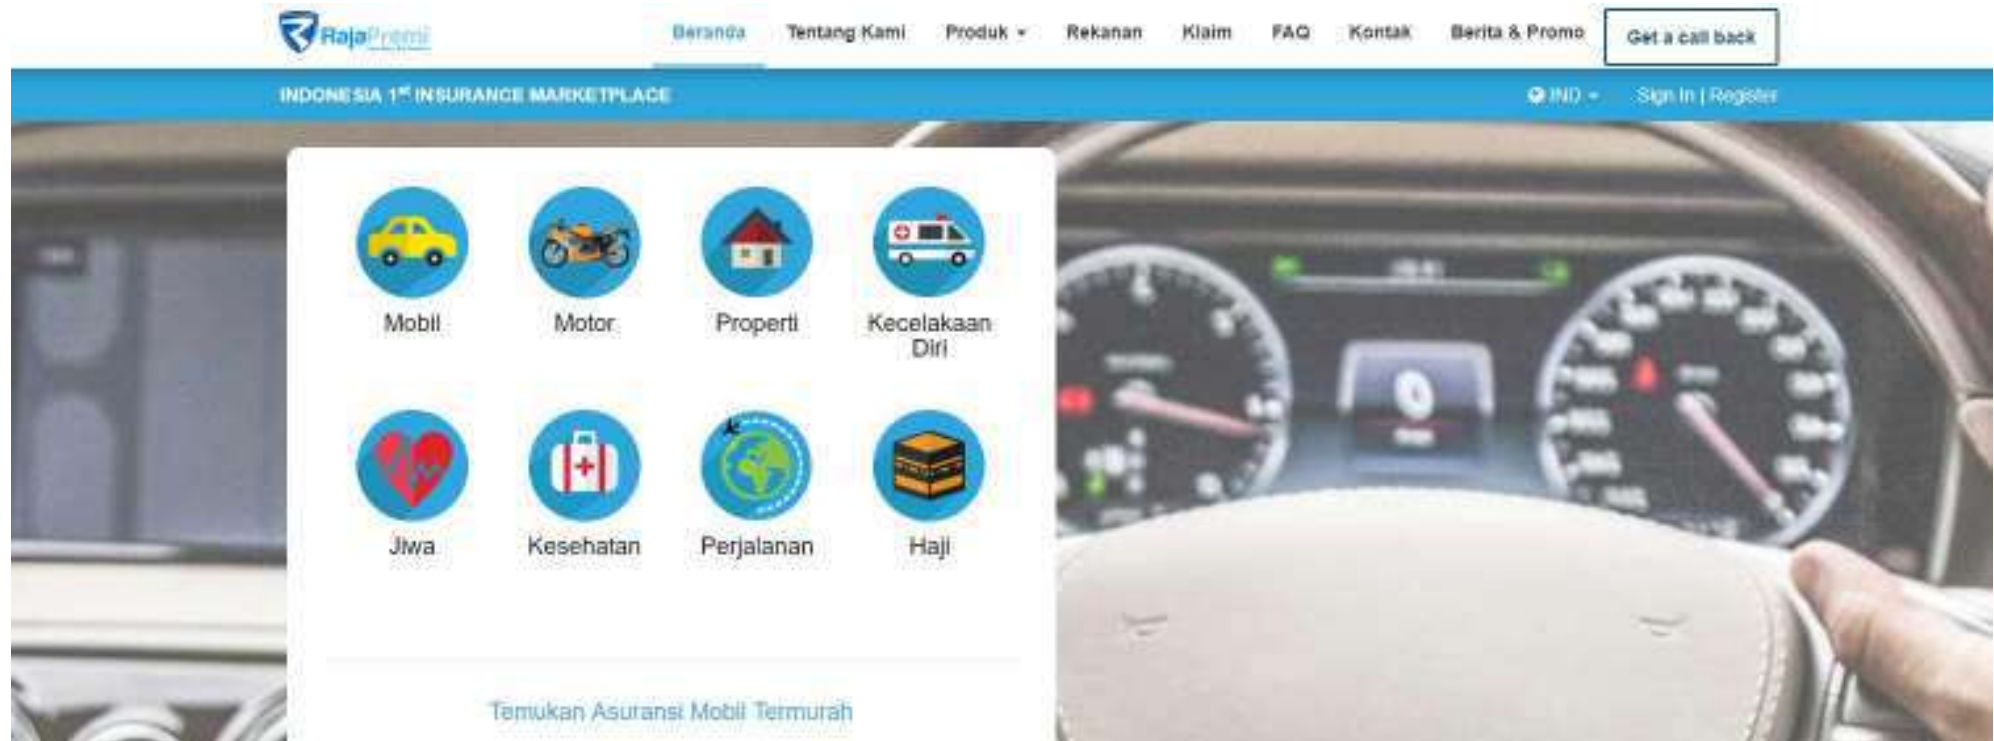 RajaPremi
Beranda Tentang Kami Produk Rekanan Klaim FAQ Kontak Berita & Promo Get a call back
INDONESIA 1st INSURANCE MARKETPLACE IND Sign In | Register
Mobil Motor Properti Kecelakaan Diri
Jiwa Kesehatan Perjalanan Haji
Temukan Asuransi Mobil Termurah